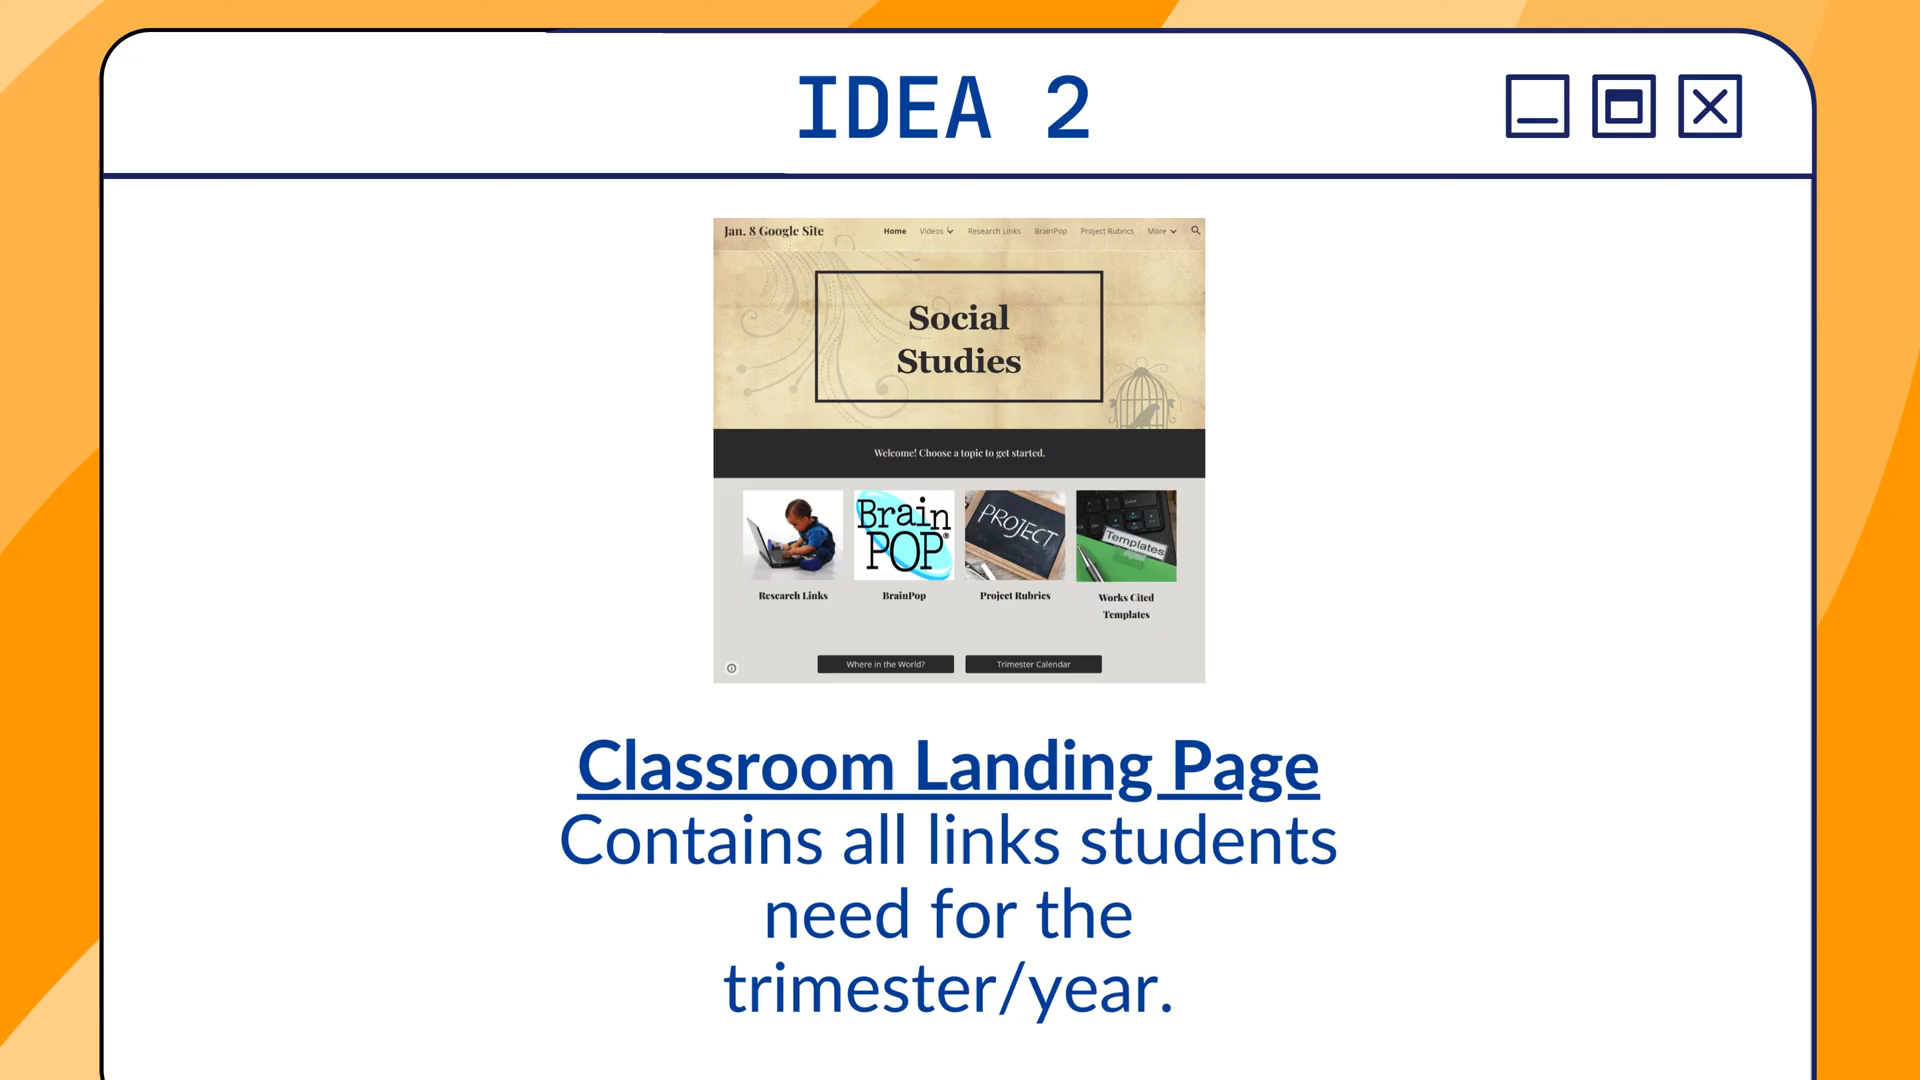 IDEA 2
Jan. 8 Google Site
Home Videos Research Links BrainPop Project Rubrics More
Social
Studies
Welcome! Choose a topic to get started.
Brain
POP®
PROJECT
Templates
Research Links
BrainPop
Project Rubrics
Works Cited
Templates
Where in the World?
Trimester Calendar
Classroom Landing Page
Contains all links students
need for the
trimester/year.